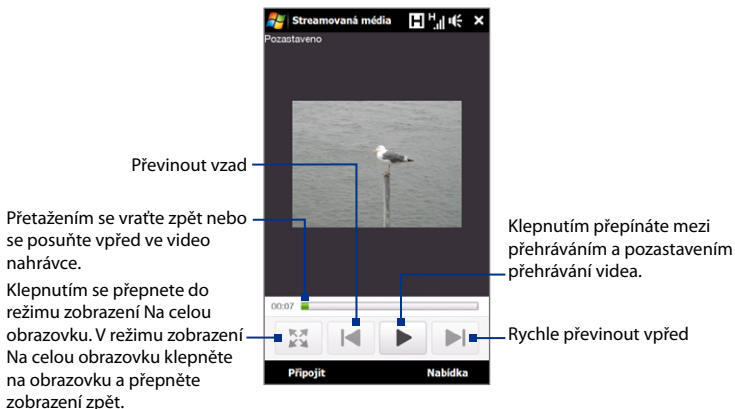 Streamovaná média
Pozastaveno
Převinout vzad
Přetažením se vraťte zpět nebo
se posuňte vpřed ve video
nahrávce.
Klepnutím se přepnete do
režimu zobrazení Na celou
obrazovku. V režimu zobrazení
Na celou obrazovku klepněte
na obrazovku a přepněte
zobrazení zpět.
Klepnutím přepínáte mezi
přehráváním a pozastavením
přehrávání videa.
00:07
Rychle převinout vpřed
Připojit
Nabídka